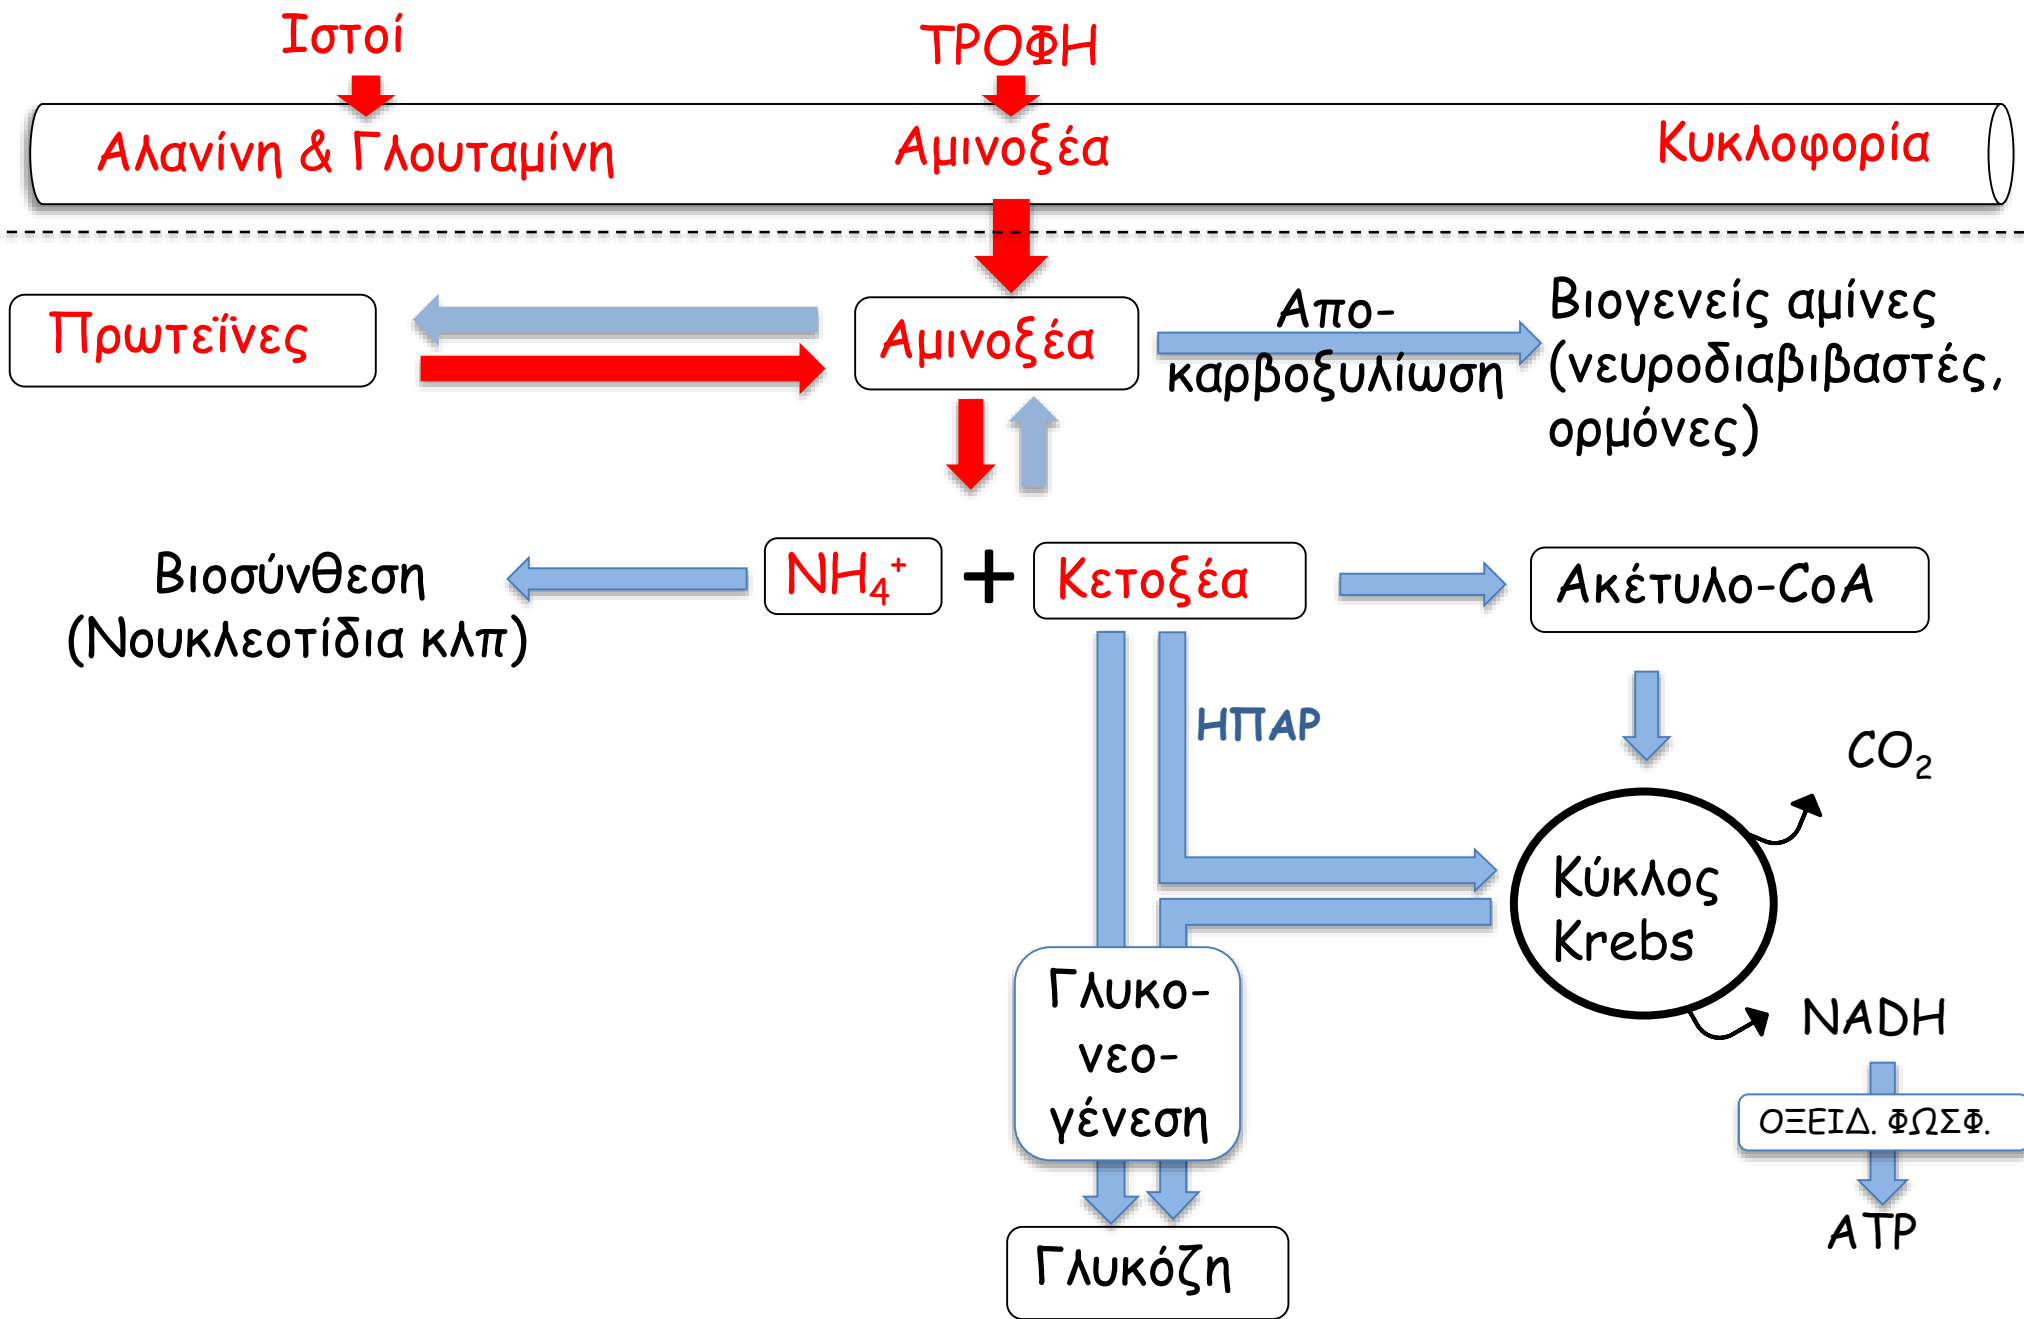 Ιστοί
ΤΡΟΦΗ
Αλανίνη & Γλουταμίνη
Αμινοξέα
Κυκλοφορία
Πρωτεΐνες
Αμινοξέα
Απο-
καρβοξυλίωση
Βιογενείς αμίνες
(νευροδιαβιβαστές,
ορμόνες)
Βιοσύνθεση
(Νουκλεοτίδια κλπ)
NH₄⁺
+
Κετοξέα
Ακέτυλο-CoA
ΗΠΑΡ
CO₂
Κύκλος
Krebs
Γλυκο-
νεο-
γένεση
NADH
ΟΞΕΙΔ. ΦΩΣΦ.
ATP
Γλυκόζη